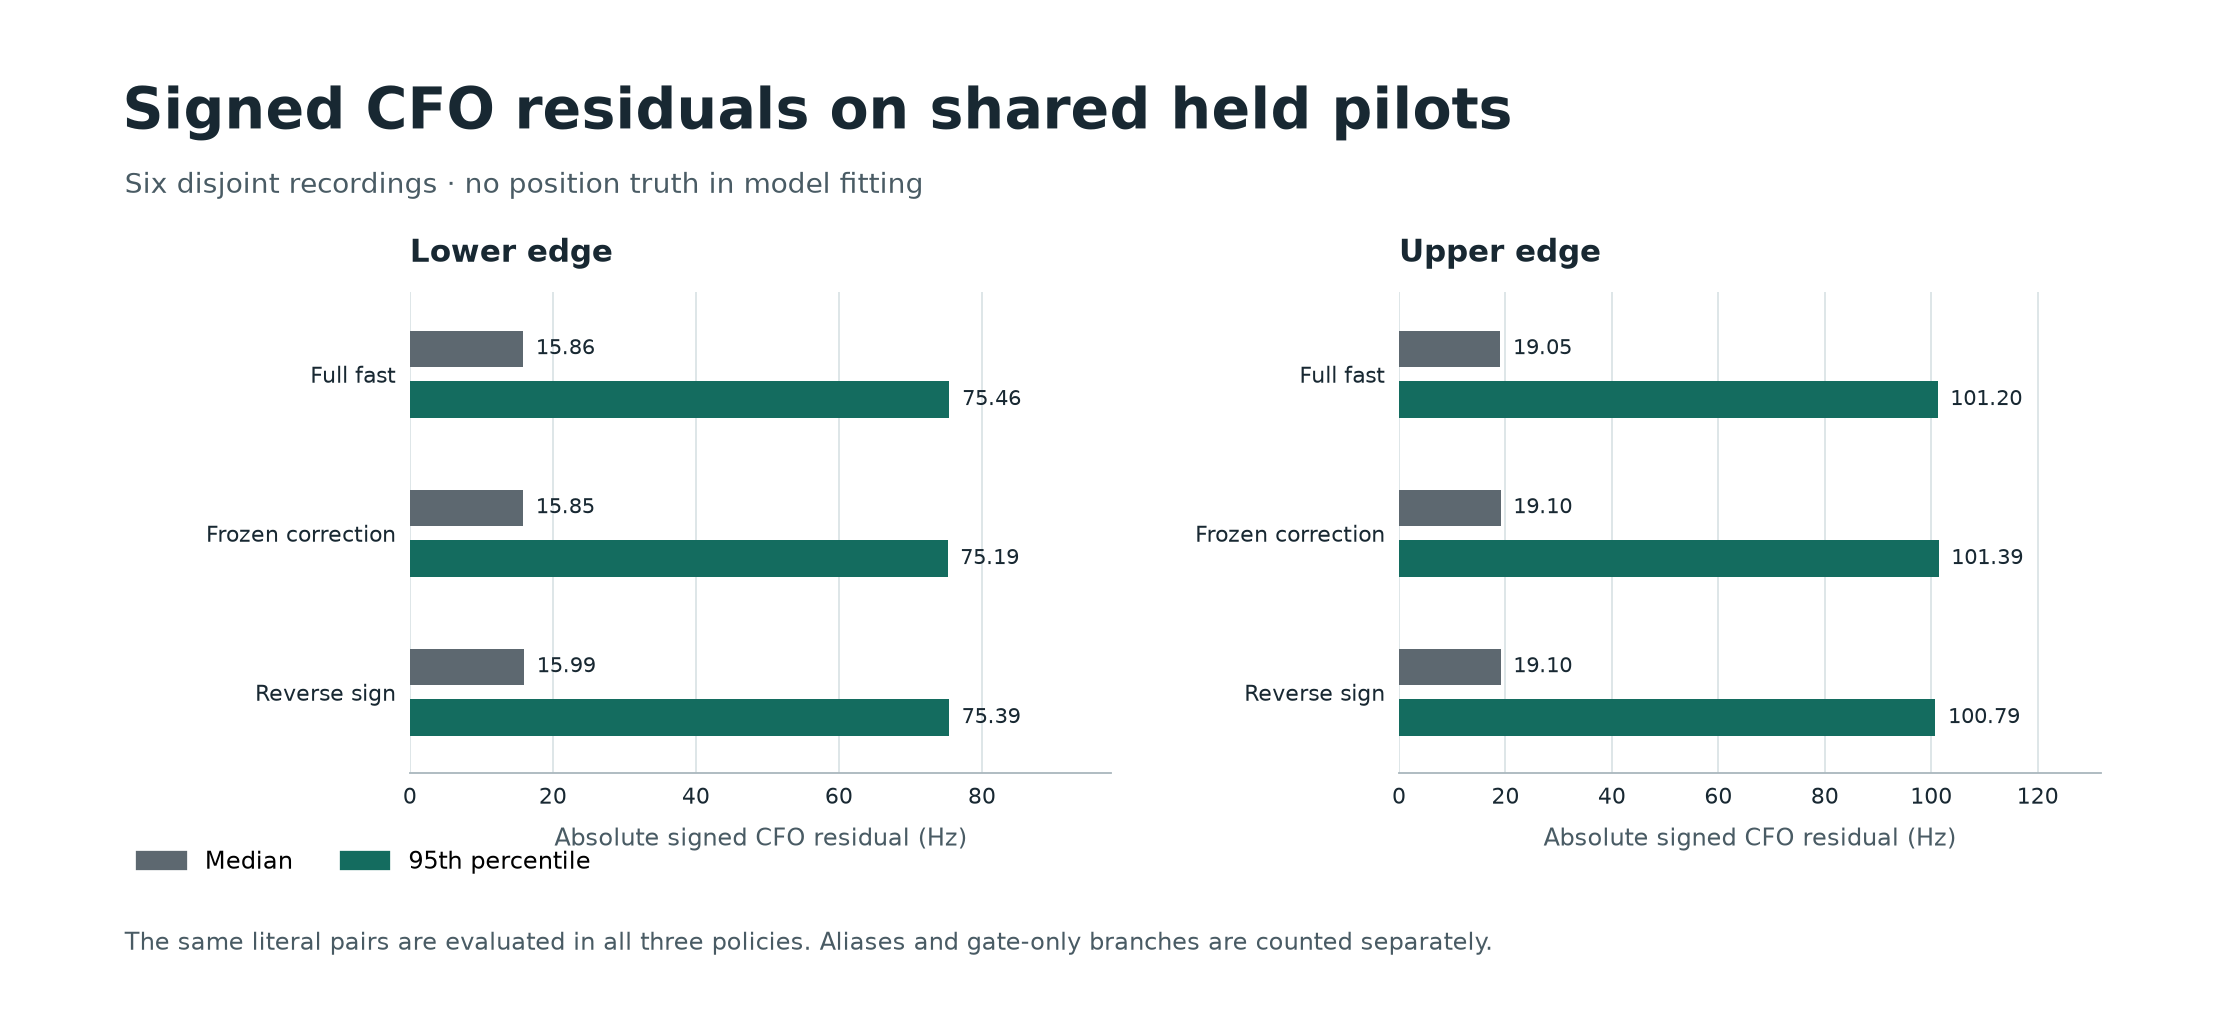 Signed CFO residuals on shared held pilots
Six disjoint recordings · no position truth in model fitting
Lower edge
Full fast
15.86
75.46
Frozen correction
15.85
75.19
Reverse sign
15.99
75.39
0 20 40 60 80
Absolute signed CFO residual (Hz)
Upper edge
Full fast
19.05
101.20
Frozen correction
19.10
101.39
Reverse sign
19.10
100.79
0 20 40 60 80 100 120
Absolute signed CFO residual (Hz)
Median 95th percentile
The same literal pairs are evaluated in all three policies. Aliases and gate-only branches are counted separately.